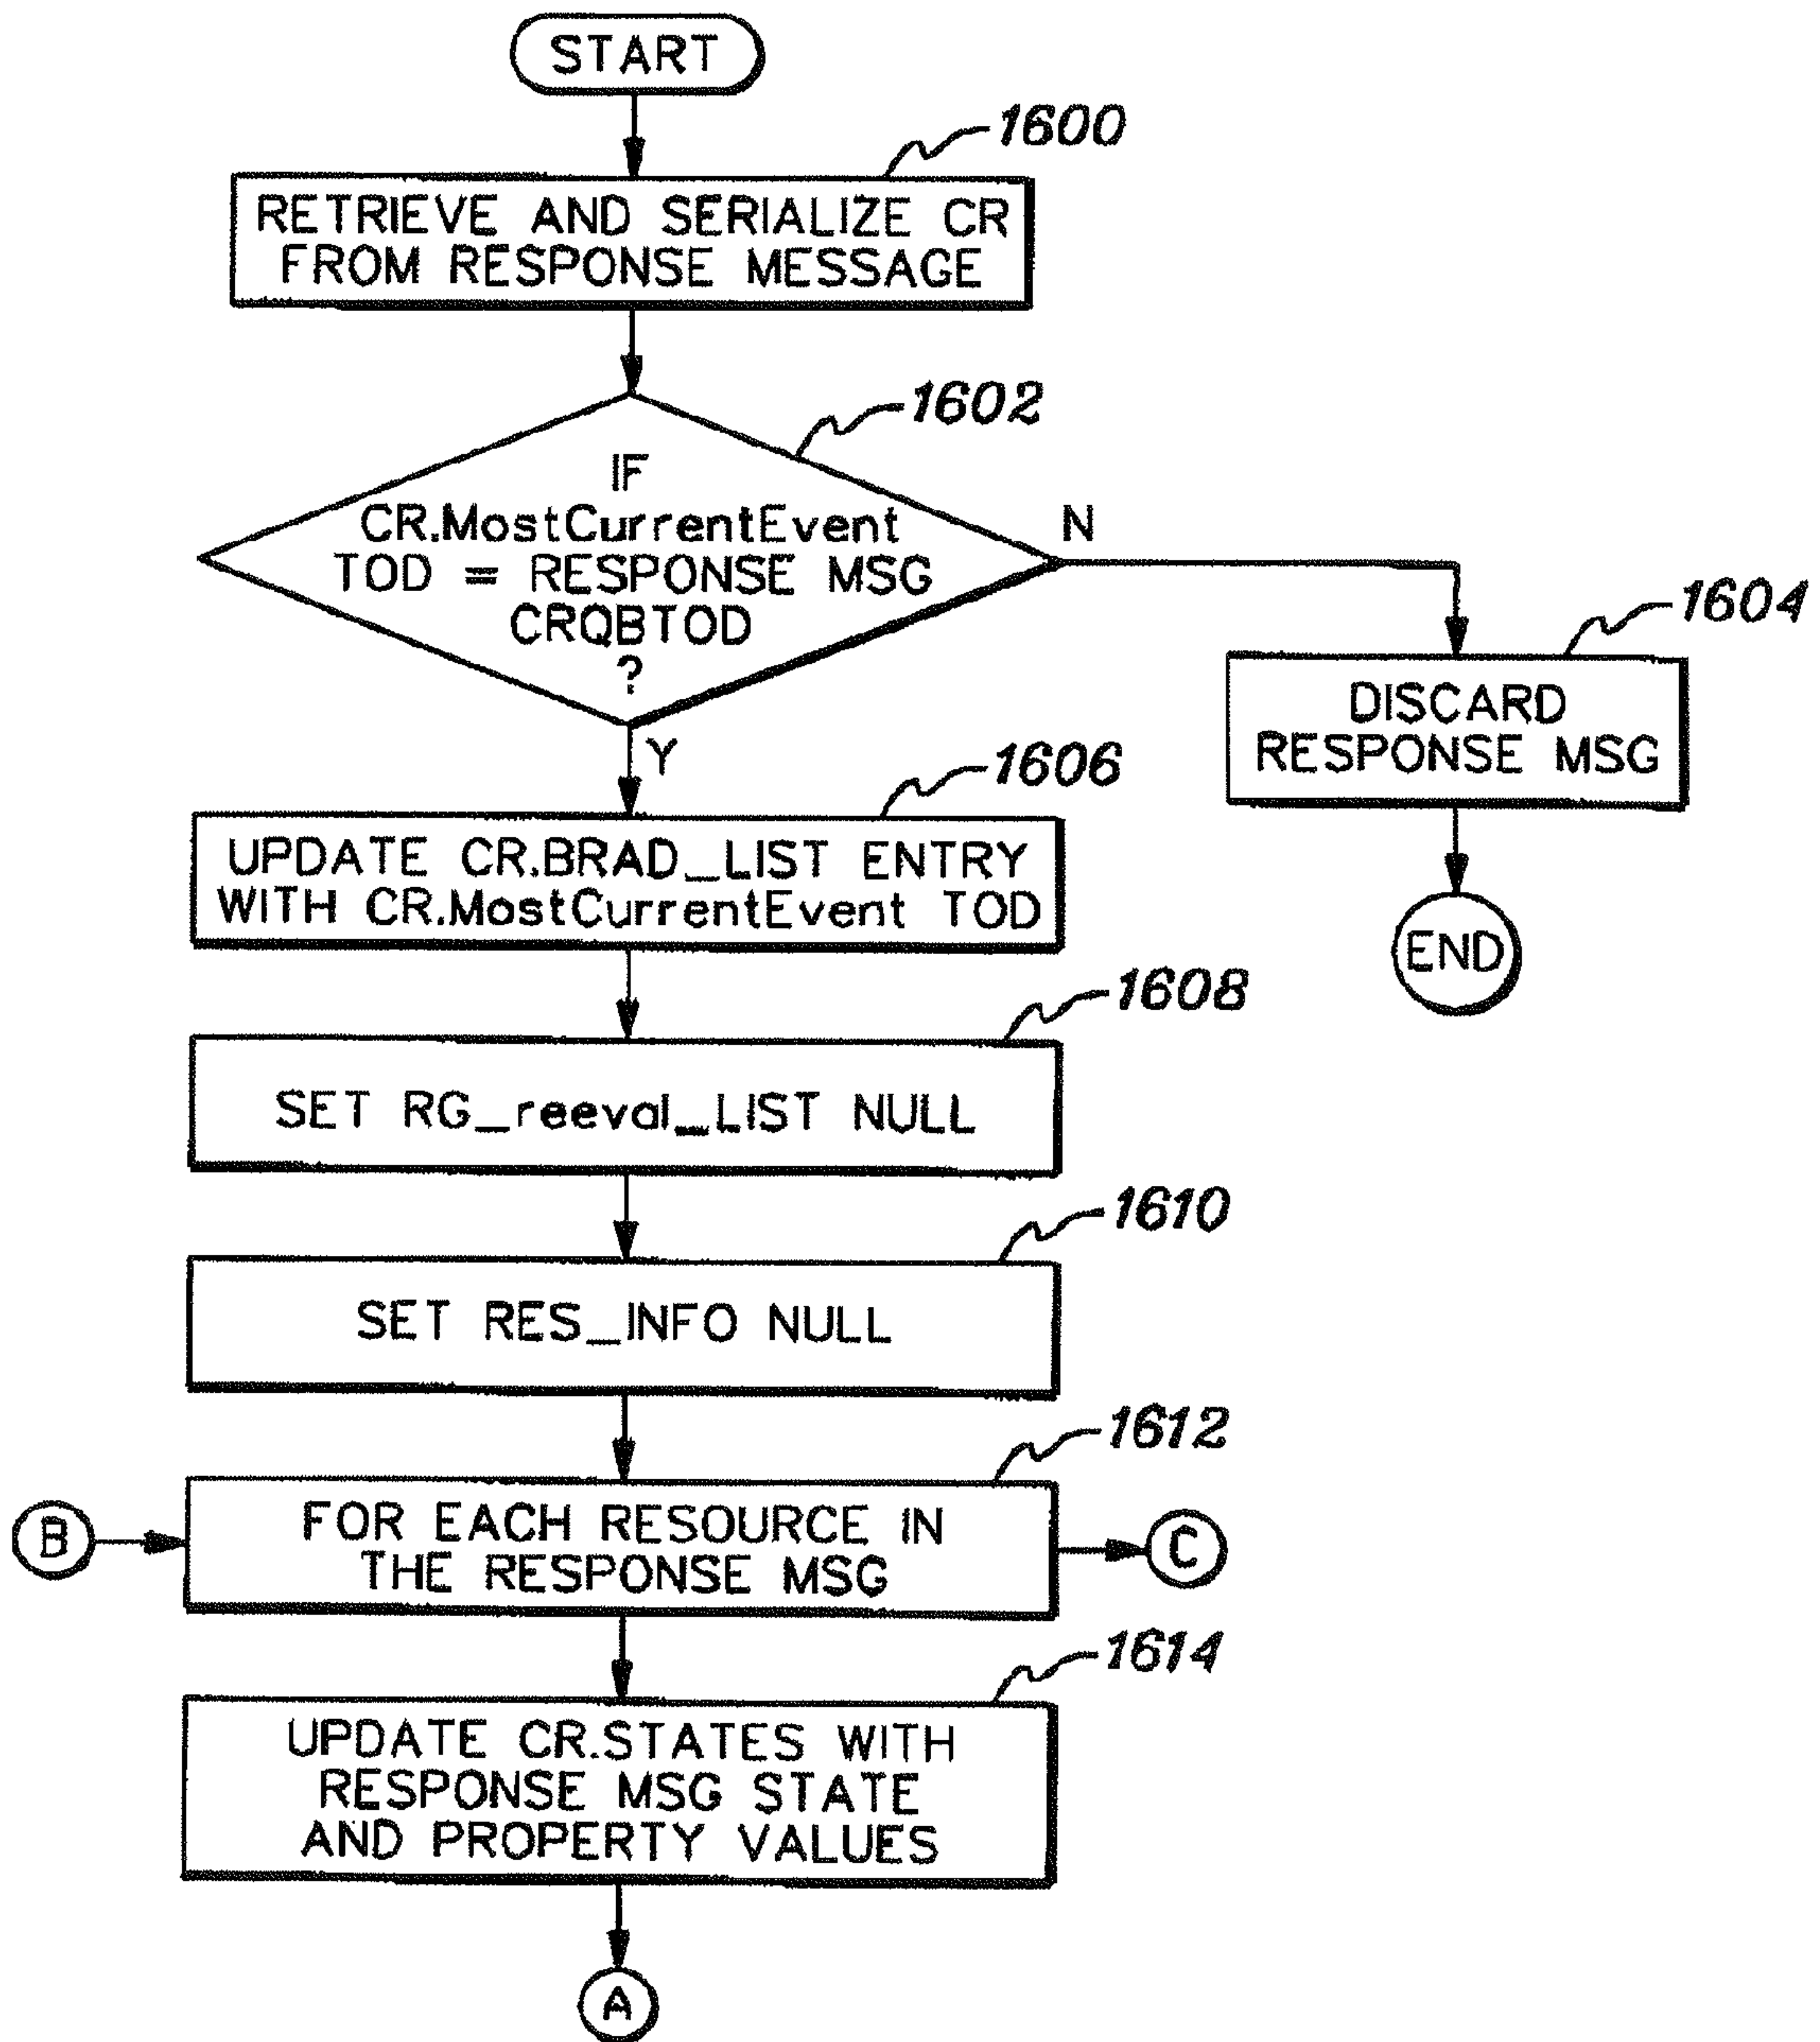 START
1600
RETRIEVE AND SERIALIZE CR
FROM RESPONSE MESSAGE
1602
IF
CR.MostCurrentEvent
TOD = RESPONSE MSG
CRQBTOD
?
N
Y
1604
DISCARD
RESPONSE MSG
END
1606
UPDATE CR.BRAD_LIST ENTRY
WITH CR.MostCurrentEvent TOD
1608
SET RG_reeval_LIST NULL
1610
SET RES_INFO NULL
1612
B
FOR EACH RESOURCE IN
THE RESPONSE MSG
C
1614
UPDATE CR.STATES WITH
RESPONSE MSG STATE
AND PROPERTY VALUES
A